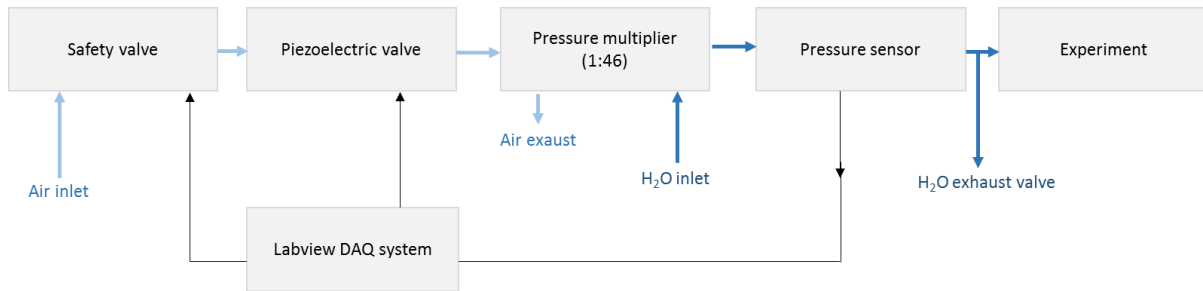 Safety valve
Piezoelectric valve
Pressure multiplier
(1:46)
Pressure sensor
Experiment
Air exaust
Air inlet
H₂O inlet
H₂O exhaust valve
Labview DAQ system